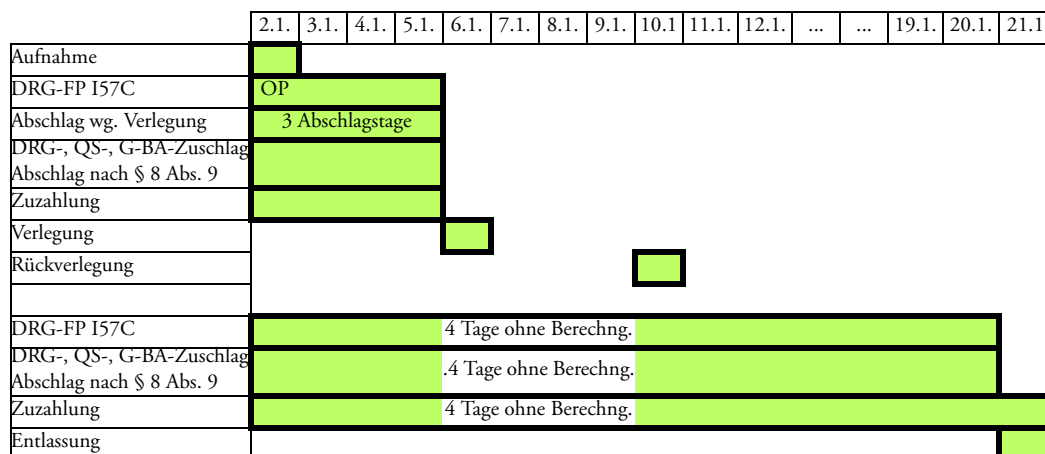 2.1. 3.1. 4.1. 5.1. 6.1. 7.1. 8.1. 9.1. 10.1 11.1. 12.1. ... ... 19.1. 20.1. 21.1
Aufnahme
DRG-FP I57C OP
Abschlag wg. Verlegung 3 Abschlagstage
DRG-, QS-, G-BA-Zuschlag
Abschlag nach § 8 Abs. 9
Zuzahlung
Verlegung
Rückverlegung
DRG-FP I57C 4 Tage ohne Berechng.
DRG-, QS-, G-BA-Zuschlag
.4 Tage ohne Berechng.
Abschlag nach § 8 Abs. 9
Zuzahlung 4 Tage ohne Berechng.
Entlassung